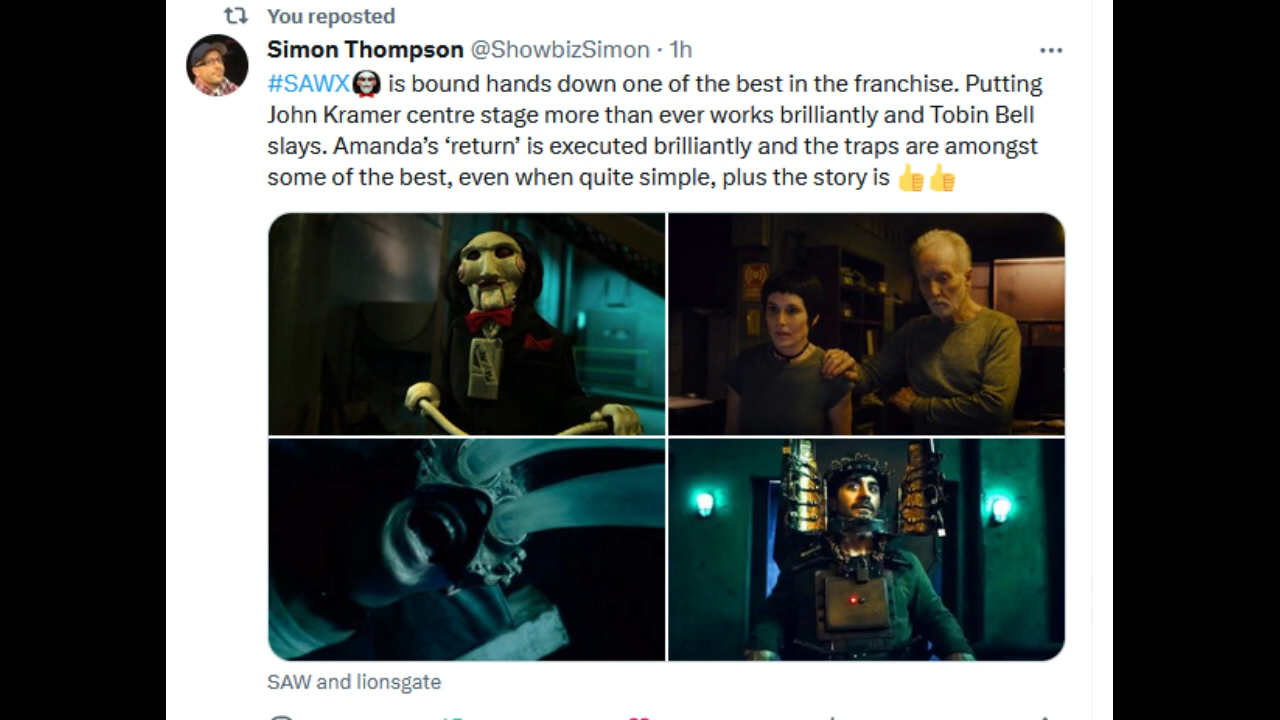 You reposted
Simon Thompson @ShowbizSimon · 1h
#SAWX is bound hands down one of the best in the franchise. Putting
John Kramer centre stage more than ever works brilliantly and Tobin Bell
slays. Amanda’s ‘return’ is executed brilliantly and the traps are amongst
some of the best, even when quite simple, plus the story is 👍👍
SAW and lionsgate